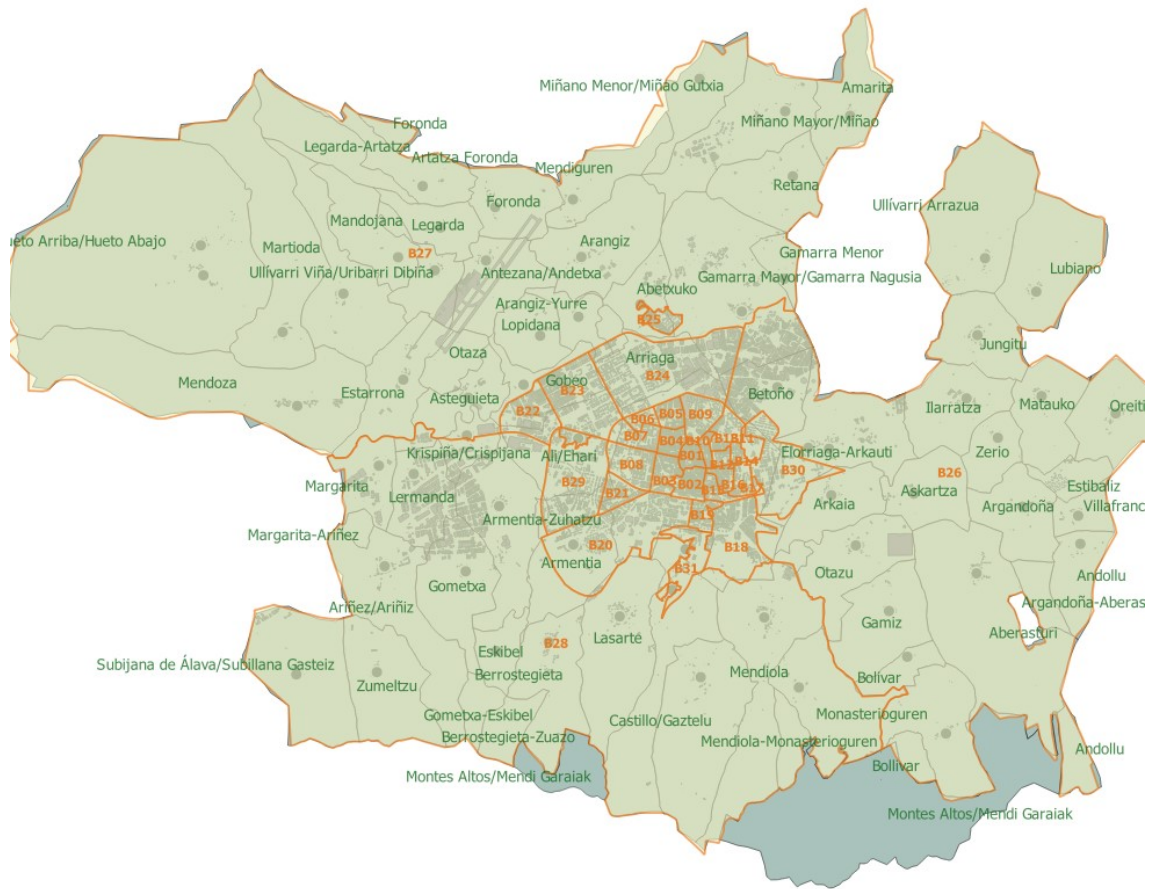 Miñano Menor/Miñao Gutxia
Amarita
Foronda
Miñano Mayor/Miñao
Legarda-Artatza
Artatza Foronda
Mendiguren
Retana
Foronda
Ullívarri Arrazua
Mandojana
Legarda
ueto Arriba/Hueto Abajo
Martioda
Arangiz
B27
Gamarra Menor
Ullívarri Viña/Uribarri Dibiña
Antezana/Andetxa
Gamarra Mayor/Gamarra Nagusia
Lubiano
Abetxuko
Arangiz-Yurre
B25
Lopidana
Jungitu
Otaza
Arriaga
B24
Mendoza
Gobeo
Estarrona
B23
Betoño
Asteguieta
Ilarratza
Matauko
B22
B05
B09
Oreiti
B06
B07
B04
B10
B11
Krispiña/Crispijana
Ali/Ehari
B01
Elorriaga-Arkauti
Zerio
B08
B14
B30
B26
Margarita
Lermanda
B29
B03
B02
B16
B17
Askartza
Estibaliz
B21
Arkaia
Argandoña
Villafranc
Armentia-Zuhatzu
B19
Margarita-Ariñez
B20
B18
Armentia
B31
Otazu
Gometxa
Andollu
Ariñez/Ariñiz
Argandoña-Aberas
Gamiz
Lasarte
Aberasturi
B28
Eskibel
Subijana de Álava/Subillana Gasteiz
Berrostegieta
Mendiola
Bolívar
Zumeltzu
Gometxa-Eskibel
Castillo/Gaztelu
Monasterioguren
Berrostegieta-Zuazo
Mendiola-Monasterioguren
Andollu
Bollivar
Montes Altos/Mendi Garaiak
Montes Altos/Mendi Garaiak